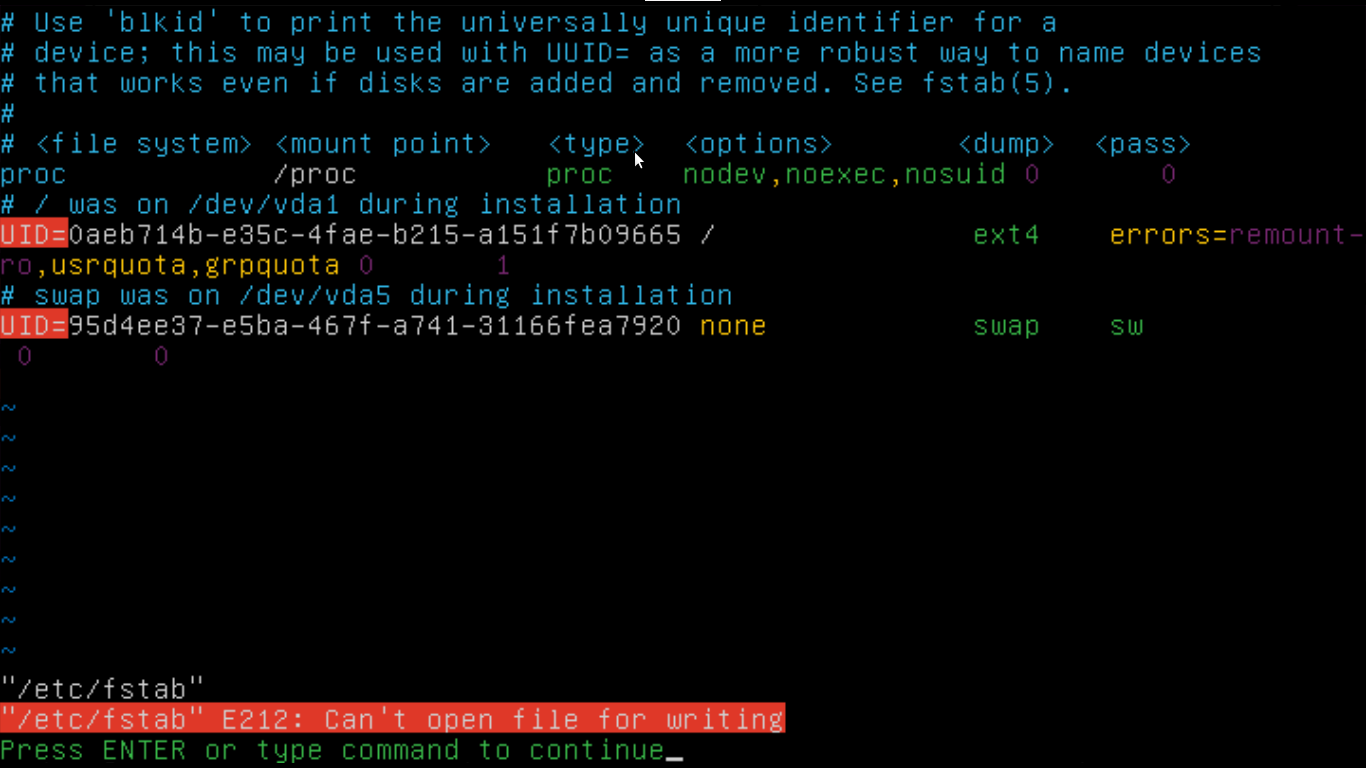 # Use 'blkid' to print the universally unique identifier for a
# device; this may be used with UUID= as a more robust way to name devices
# that works even if disks are added and removed. See fstab(5).
#
# <file system> <mount point>   <type>  <options>       <dump>  <pass>
proc            /proc           proc    nodev,noexec,nosuid 0       0
# / was on /dev/vda1 during installation
UID=0aeb714b-e35c-4fae-b215-a151f7b09665 /               ext4    errors=remount-
ro,usrquota,grpquota 0       1
# swap was on /dev/vda5 during installation
UID=95d4ee37-e5ba-467f-a741-31166fea7920 none            swap    sw
 0       0
~
~
~
~
~
~
~
~
~
"/etc/fstab"
"/etc/fstab" E212: Can't open file for writing
Press ENTER or type command to continue